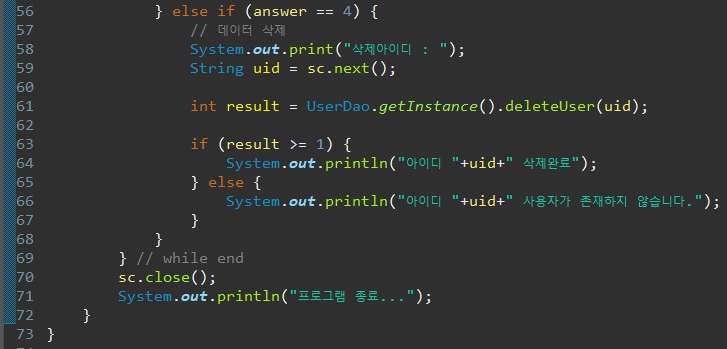 56 } else if (answer == 4) {
57 // 데이터 삭제
58 System.out.print("삭제아이디 : ");
59 String uid = sc.next();
60
61 int result = UserDao.getInstance().deleteUser(uid);
62
63 if (result >= 1) {
64 System.out.println("아이디 "+uid+" 삭제완료");
65 } else {
66 System.out.println("아이디 "+uid+" 사용자가 존재하지 않습니다.");
67 }
68 }
69 } // while end
70 sc.close();
71 System.out.println("프로그램 종료...");
72 }
73 }